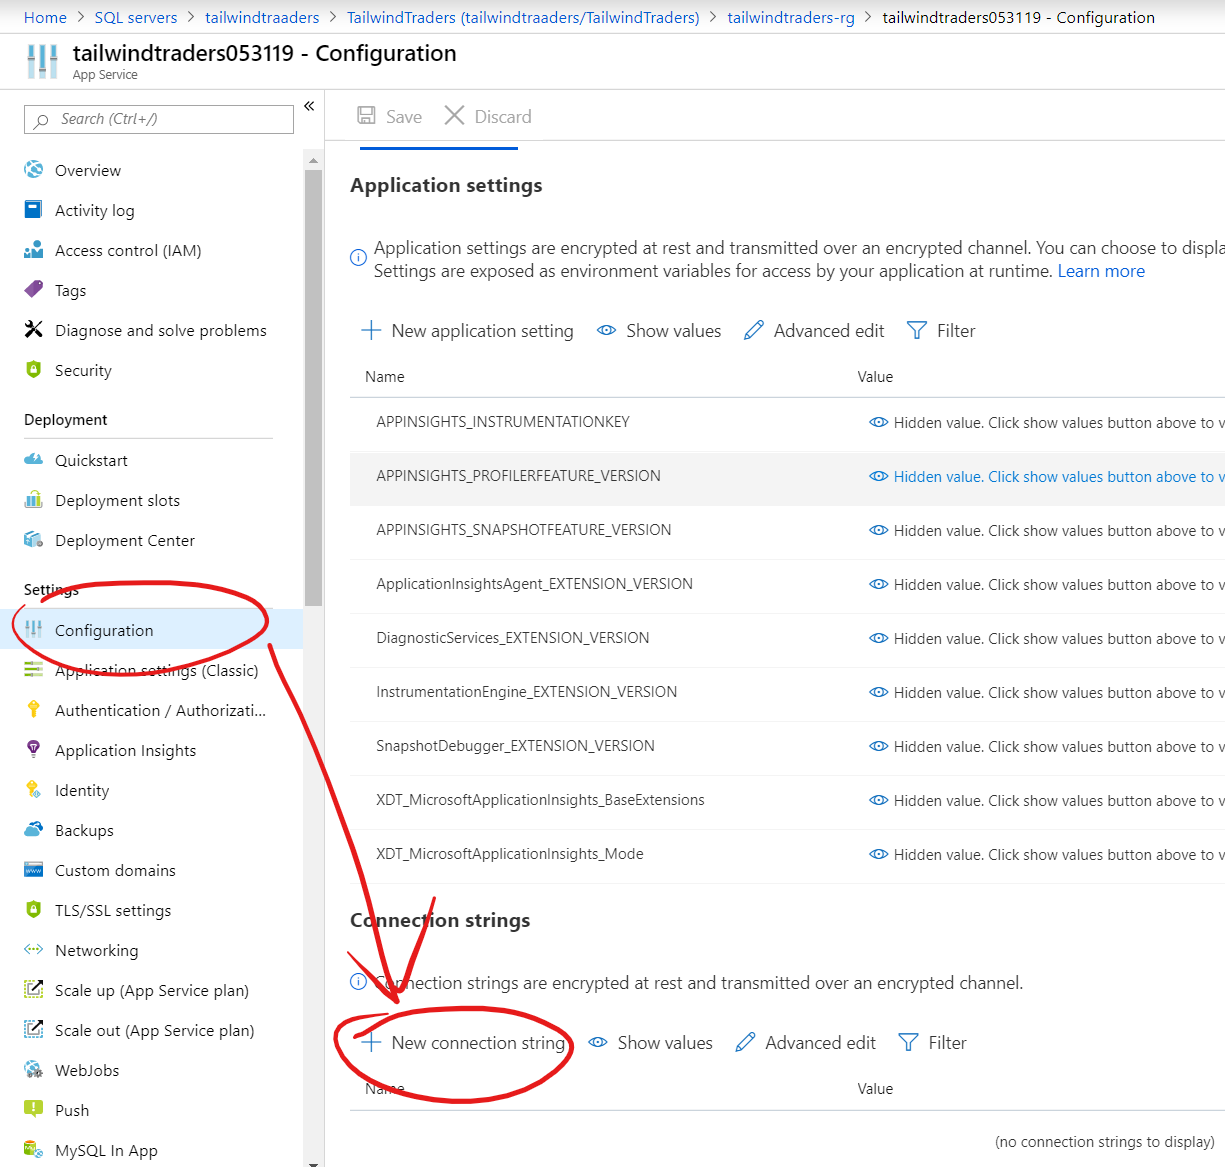 Home > SQL servers > tailwindtraaders > TailwindTraders (tailwindtraaders/TailwindTraders) > tailwindtraders-rg > tailwindtraders053119 - Configuration
tailwindtraders053119 - Configuration
App Service
Search (Ctrl+/)
«
Overview
Activity log
Access control (IAM)
Tags
Diagnose and solve problems
Security
Deployment
Quickstart
Deployment slots
Deployment Center
Settings
Configuration
Application settings (Classic)
Authentication / Authorizati...
Application Insights
Identity
Backups
Custom domains
TLS/SSL settings
Networking
Scale up (App Service plan)
Scale out (App Service plan)
WebJobs
Push
MySQL In App
Save Discard
Application settings
Application settings are encrypted at rest and transmitted over an encrypted channel. You can choose to displa
Settings are exposed as environment variables for access by your application at runtime. Learn more
New application setting Show values Advanced edit Filter
Name Value
APPINSIGHTS_INSTRUMENTATIONKEY Hidden value. Click show values button above to v
APPINSIGHTS_PROFILERFEATURE_VERSION Hidden value. Click show values button above to v
APPINSIGHTS_SNAPSHOTFEATURE_VERSION Hidden value. Click show values button above to v
ApplicationInsightsAgent_EXTENSION_VERSION Hidden value. Click show values button above to v
DiagnosticServices_EXTENSION_VERSION Hidden value. Click show values button above to v
InstrumentationEngine_EXTENSION_VERSION Hidden value. Click show values button above to v
SnapshotDebugger_EXTENSION_VERSION Hidden value. Click show values button above to v
XDT_MicrosoftApplicationInsights_BaseExtensions Hidden value. Click show values button above to v
XDT_MicrosoftApplicationInsights_Mode Hidden value. Click show values button above to v
Connection strings
Connection strings are encrypted at rest and transmitted over an encrypted channel.
New connection string Show values Advanced edit Filter
Name Value
(no connection strings to display)